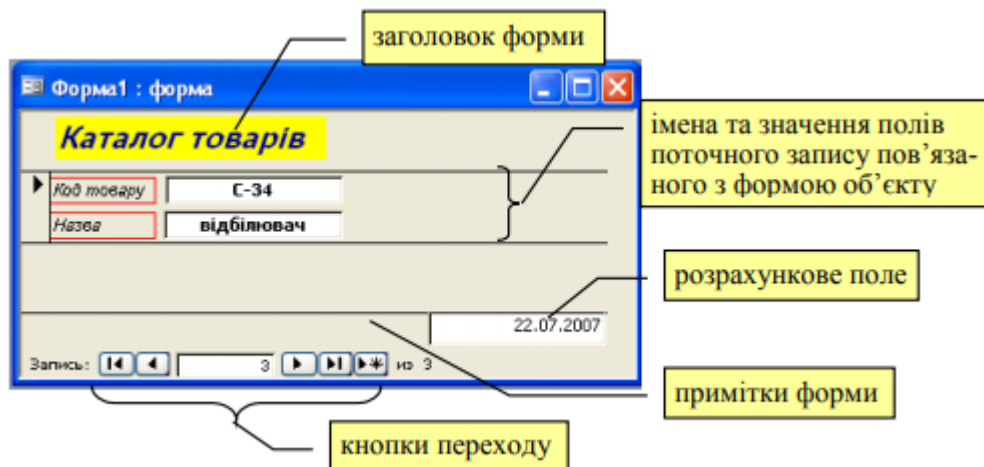 заголовок форми
Форма1 : форма
Каталог товарів
імена та значення полів
поточного запису пов’яза-
ного з формою об’єкту
Код товару
С-34
Назва
відбілювач
розрахункове поле
22.07.2007
Запись: 3 из 3
примітки форми
кнопки переходу